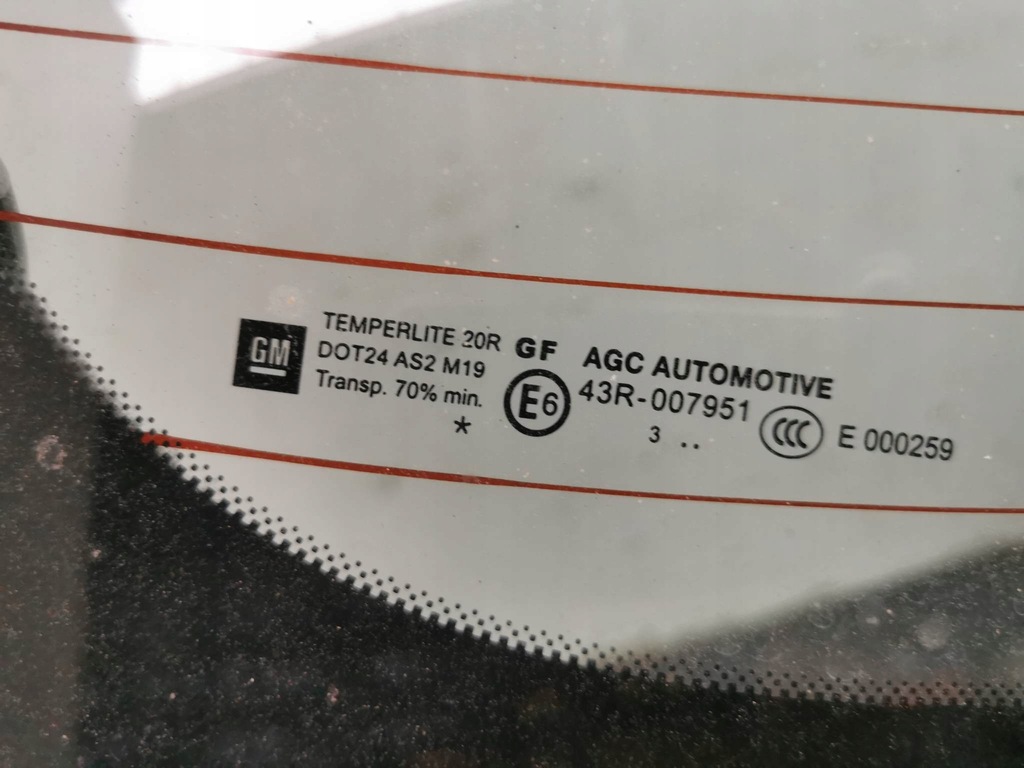 GM
TEMPERLITE 20R GF
DOT24 AS2 M19
Transp. 70% min.
*
E6
AGC AUTOMOTIVE
43R-007951
3 ..
CCC E 000259